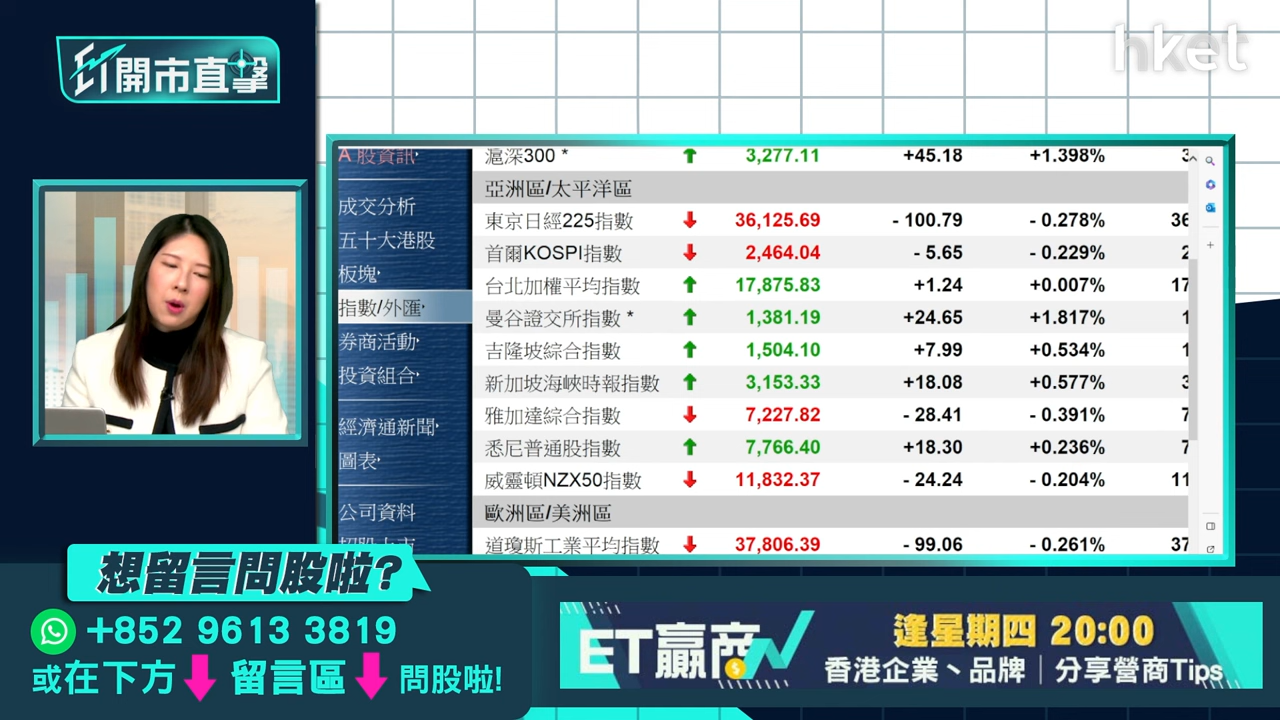 ET開市直擊
hket
A 股資訊
成交分析
五十大港股
板塊
指數/外匯
券商活動
投資組合
經濟通新聞
圖表
公司資料
滬深300 * 3,277.11 +45.18 +1.398%
亞洲區/太平洋區
東京日經225指數 36,125.69 - 100.79 - 0.278% 36
首爾KOSPI指數 2,464.04 - 5.65 - 0.229% 2
台北加權平均指數 17,875.83 +1.24 +0.007% 17
曼谷證交所指數 * 1,381.19 +24.65 +1.817% 1
吉隆坡綜合指數 1,504.10 +7.99 +0.534% 1
新加坡海峽時報指數 3,153.33 +18.08 +0.577% 3
雅加達綜合指數 7,227.82 - 28.41 - 0.391% 7
悉尼普通股指數 7,766.40 +18.30 +0.236% 7
威靈頓NZX50指數 11,832.37 - 24.24 - 0.204% 11
歐洲區/美洲區
道瓊斯工業平均指數 37,806.39 - 99.06 - 0.261% 37
想留言問股啦?
+852 9613 3819
或在下方 留言區 問股啦!
ET贏商
逢星期四 20:00
香港企業、品牌｜分享營商Tips